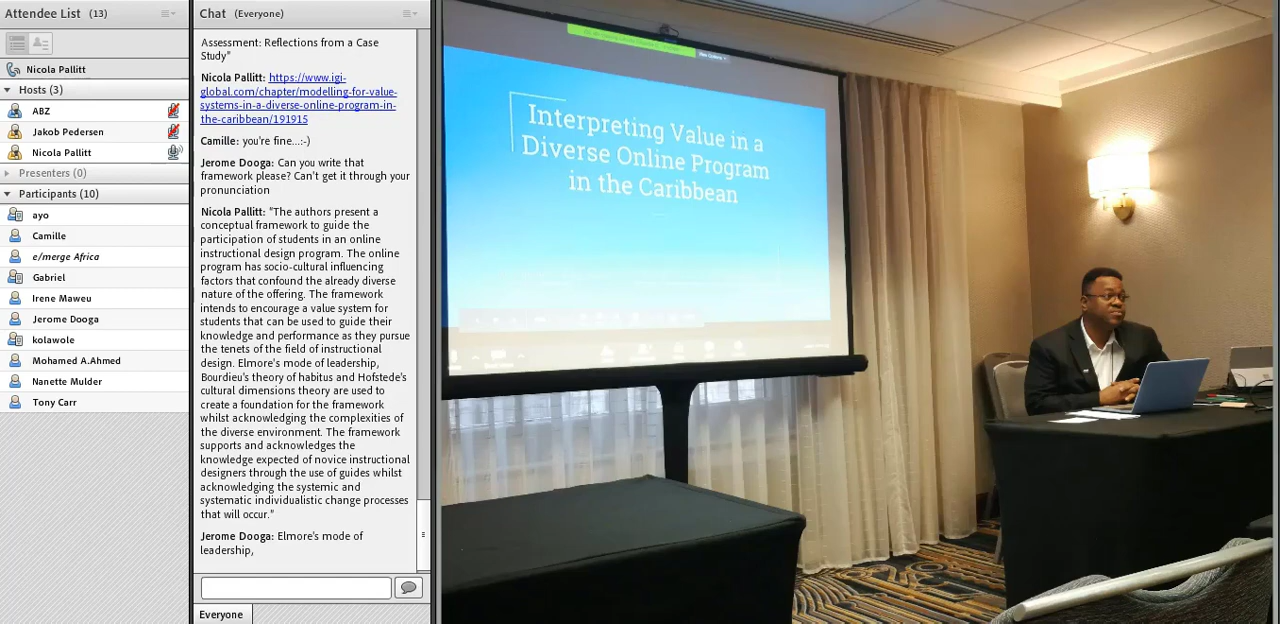 Attendee List (13)
Nicola Pallitt
Hosts (3)
ABZ
Jakob Pedersen
Nicola Pallitt
Presenters (0)
Participants (10)
ayo
Camille
e/merge Africa
Gabriel
Irene Maweu
Jerome Dooga
kolawole
Mohamed A.Ahmed
Nanette Mulder
Tony Carr
Chat (Everyone)
Assessment: Reflections from a Case
Study"
Nicola Pallitt: https://www.igi-
global.com/chapter/modelling-for-value-
systems-in-a-diverse-online-program-in-
the-caribbean/191915
Camille: you're fine...:-)
Jerome Dooga: Can you write that
framework please? Can't get it through your
pronunciation
Nicola Pallitt: "The authors present a
conceptual framework to guide the
participation of students in an online
instructional design program. The online
program has socio-cultural influencing
factors that confound the already diverse
nature of the offering. The framework
intends to encourage a value system for
students that can be used to guide their
knowledge and performance as they pursue
the tenets of the field of instructional
design. Elmore's mode of leadership,
Bourdieu's theory of habitus and Hofstede's
cultural dimensions theory are used to
create a foundation for the framework
whilst acknowledging the complexities of
the diverse environment. The framework
supports and acknowledges the
knowledge expected of novice instructional
designers through the use of guides whilst
acknowledging the systemic and
systematic individualistic change processes
that will occur."
Jerome Dooga: Elmore's mode of
leadership,
Everyone
Interpreting Value in a
Diverse Online Program
in the Caribbean